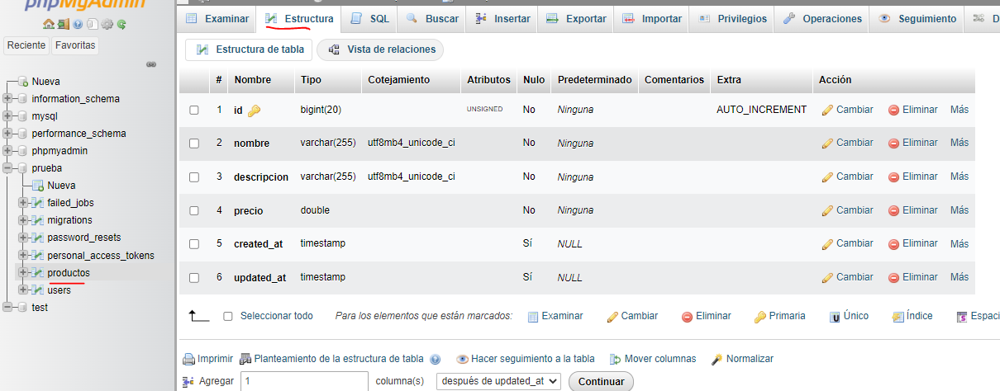 phpMyAdmin
Reciente Favoritas
Nueva
information_schema
mysql
performance_schema
phpmyadmin
prueba
Nueva
failed_jobs
migrations
password_resets
personal_access_tokens
productos
users
test
Examinar Estructura SQL Buscar Insertar Exportar Importar Privilegios Operaciones Seguimiento D
Estructura de tabla Vista de relaciones
# Nombre Tipo Cotejamiento Atributos Nulo Predeterminado Comentarios Extra Acción
1 id bigint(20) UNSIGNED No Ninguna AUTO_INCREMENT Cambiar Eliminar Más
2 nombre varchar(255) utf8mb4_unicode_ci No Ninguna Cambiar Eliminar Más
3 descripcion varchar(255) utf8mb4_unicode_ci No Ninguna Cambiar Eliminar Más
4 precio double No Ninguna Cambiar Eliminar Más
5 created_at timestamp Sí NULL Cambiar Eliminar Más
6 updated_at timestamp Sí NULL Cambiar Eliminar Más
Seleccionar todo Para los elementos que están marcados: Examinar Cambiar Eliminar Primaria Único Índice Espaci
Imprimir Planteamiento de la estructura de tabla Hacer seguimiento a la tabla Mover columnas Normalizar
Agregar 1 columna(s) después de updated_at Continuar